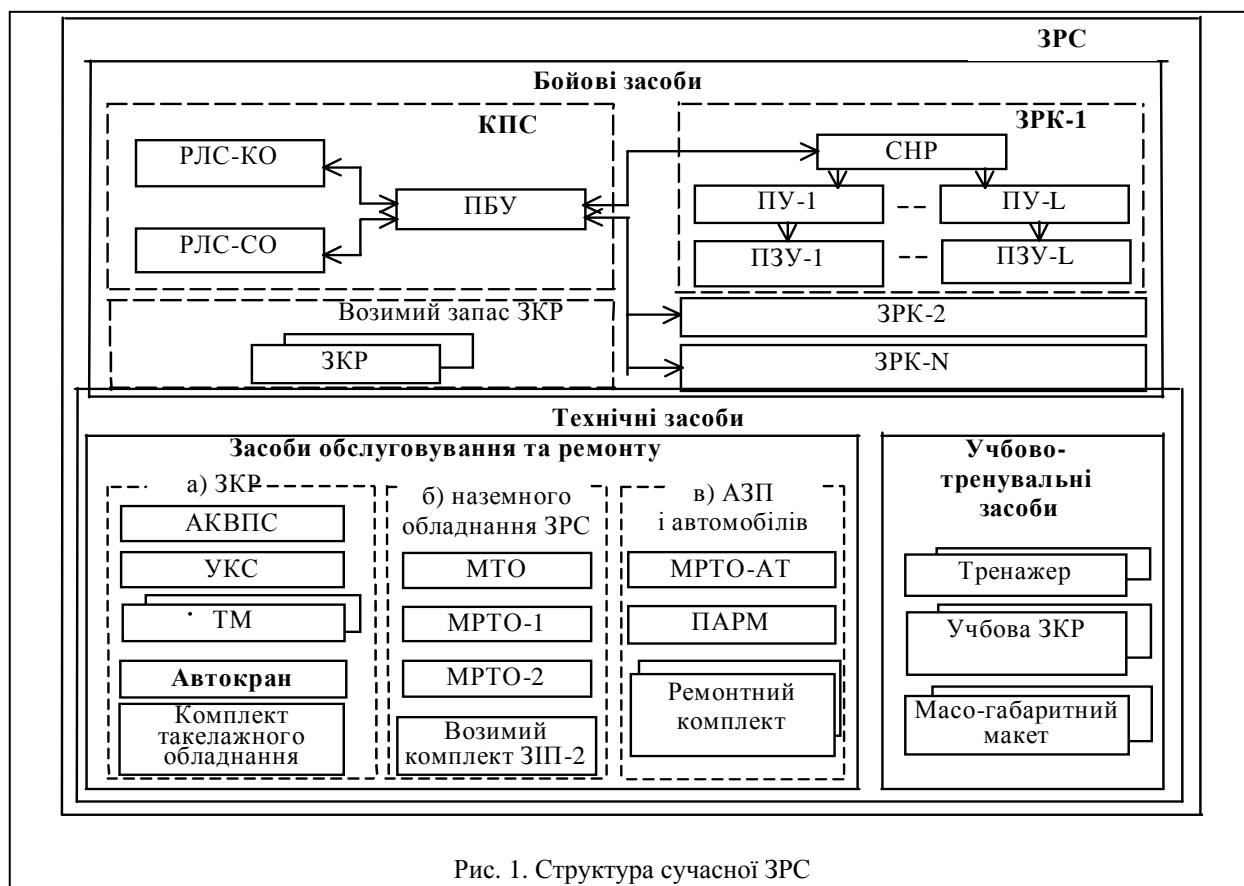 ЗРС
Бойові засоби
КПС
РЛС-КО
РЛС-СО
ПБУ
ЗРК-1
СНР
ПУ-1
ПУ-L
ПЗУ-1
ПЗУ-L
Возимий запас ЗКР
ЗКР
ЗРК-2
ЗРК-N
Технічні засоби
Засоби обслуговування та ремонту
а) ЗКР
АКВПС
УКС
ТМ
Автокран
Комплект
такелажного
обладнання
б) наземного
обладнання ЗРС
МТО
МРТО-1
МРТО-2
Возимий
комплект ЗІП-2
в) АЗП
і автомобілів
МРТО-АТ
ПАРМ
Ремонтний
комплект
Учбово-
тренувальні
засоби
Тренажер
Учбова ЗКР
Масо-габаритний
макет
Рис. 1. Структура сучасної ЗРС